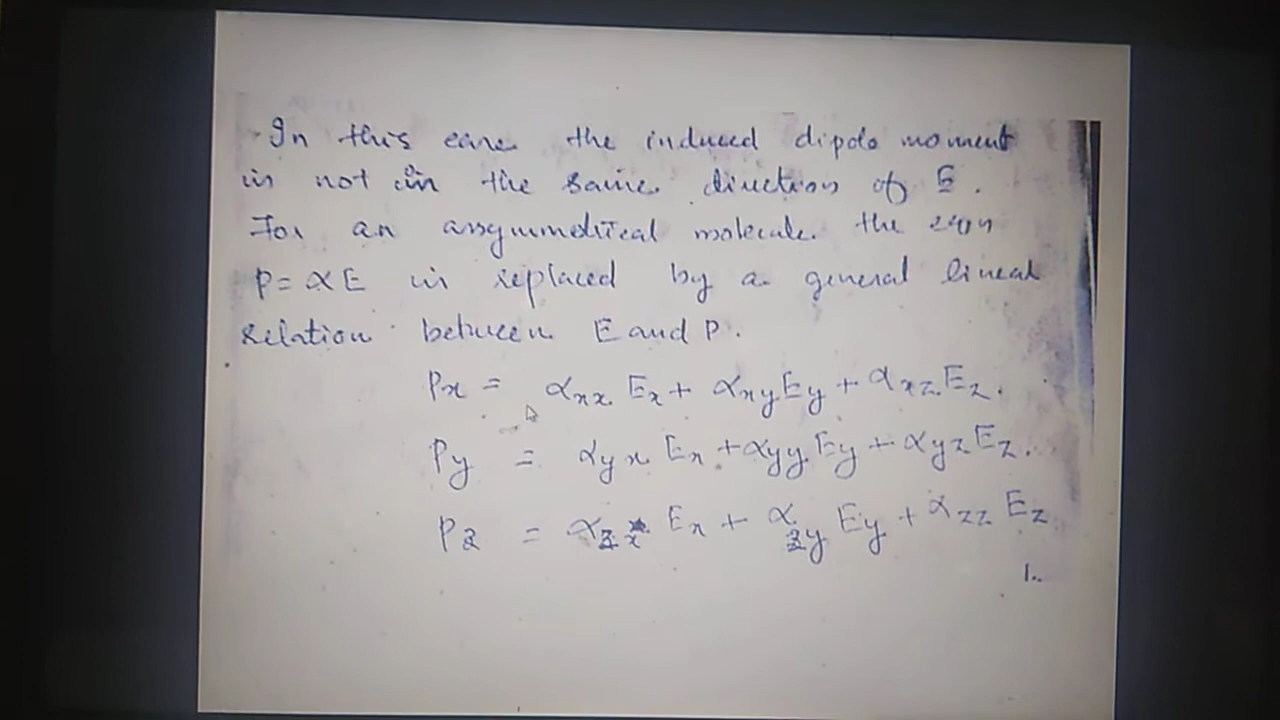 In this case the induced dipole moment
is not in the same direction of E.
For an assymmetrical molecule the eqn
P = αE is replaced by a general linear
relation between E and P.
Px = αxx Ex + αxy Ey + αxz Ez.
Py = αyx Ex + αyy Ey + αyz Ez.
Pz = αzx Ex + αzy Ey + αzz Ez
1.